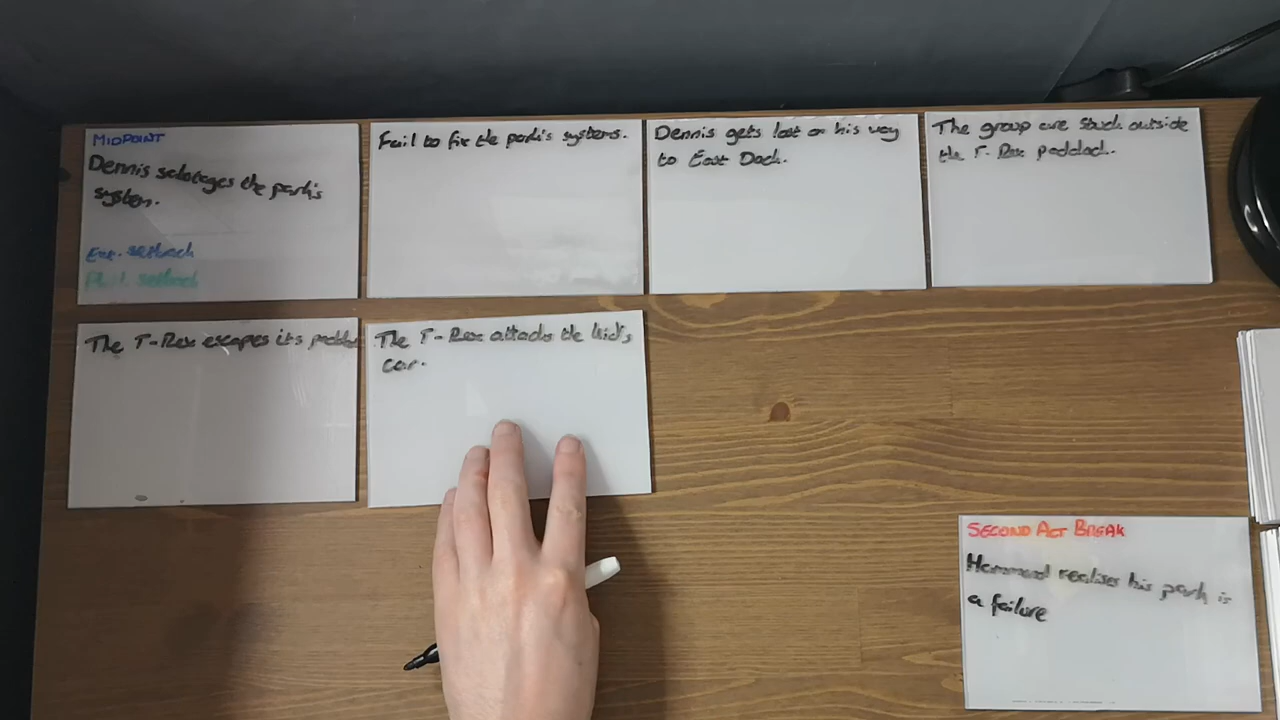 MIDPOINT
Dennis sabotages the park's
system.
Ext. setback
setback
Fail to fix the park's systems.
Dennis gets lost on his way
to East Dock.
The group are stuck outside
the T-Rex paddock.
The T-Rex escapes its paddock
The T-Rex attacks the kid's
car.
SECOND ACT BREAK
Hammond realises his park is
a failure